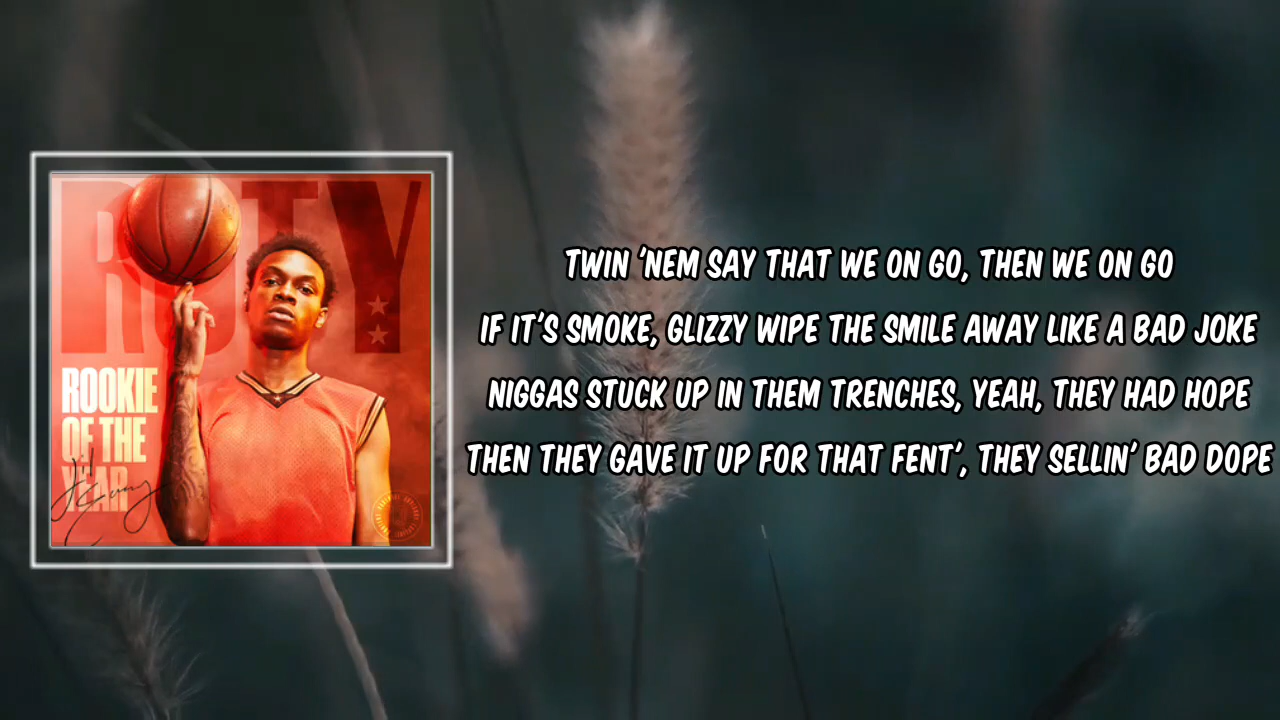 ROTY
ROOKIE
OF THE
YEAR
TWIN 'NEM SAY THAT WE ON GO, THEN WE ON GO
IF IT'S SMOKE, GLIZZY WIPE THE SMILE AWAY LIKE A BAD JOKE
NIGGAS STUCK UP IN THEM TRENCHES, YEAH, THEY HAD HOPE
THEN THEY GAVE IT UP FOR THAT FENT', THEY SELLIN' BAD DOPE